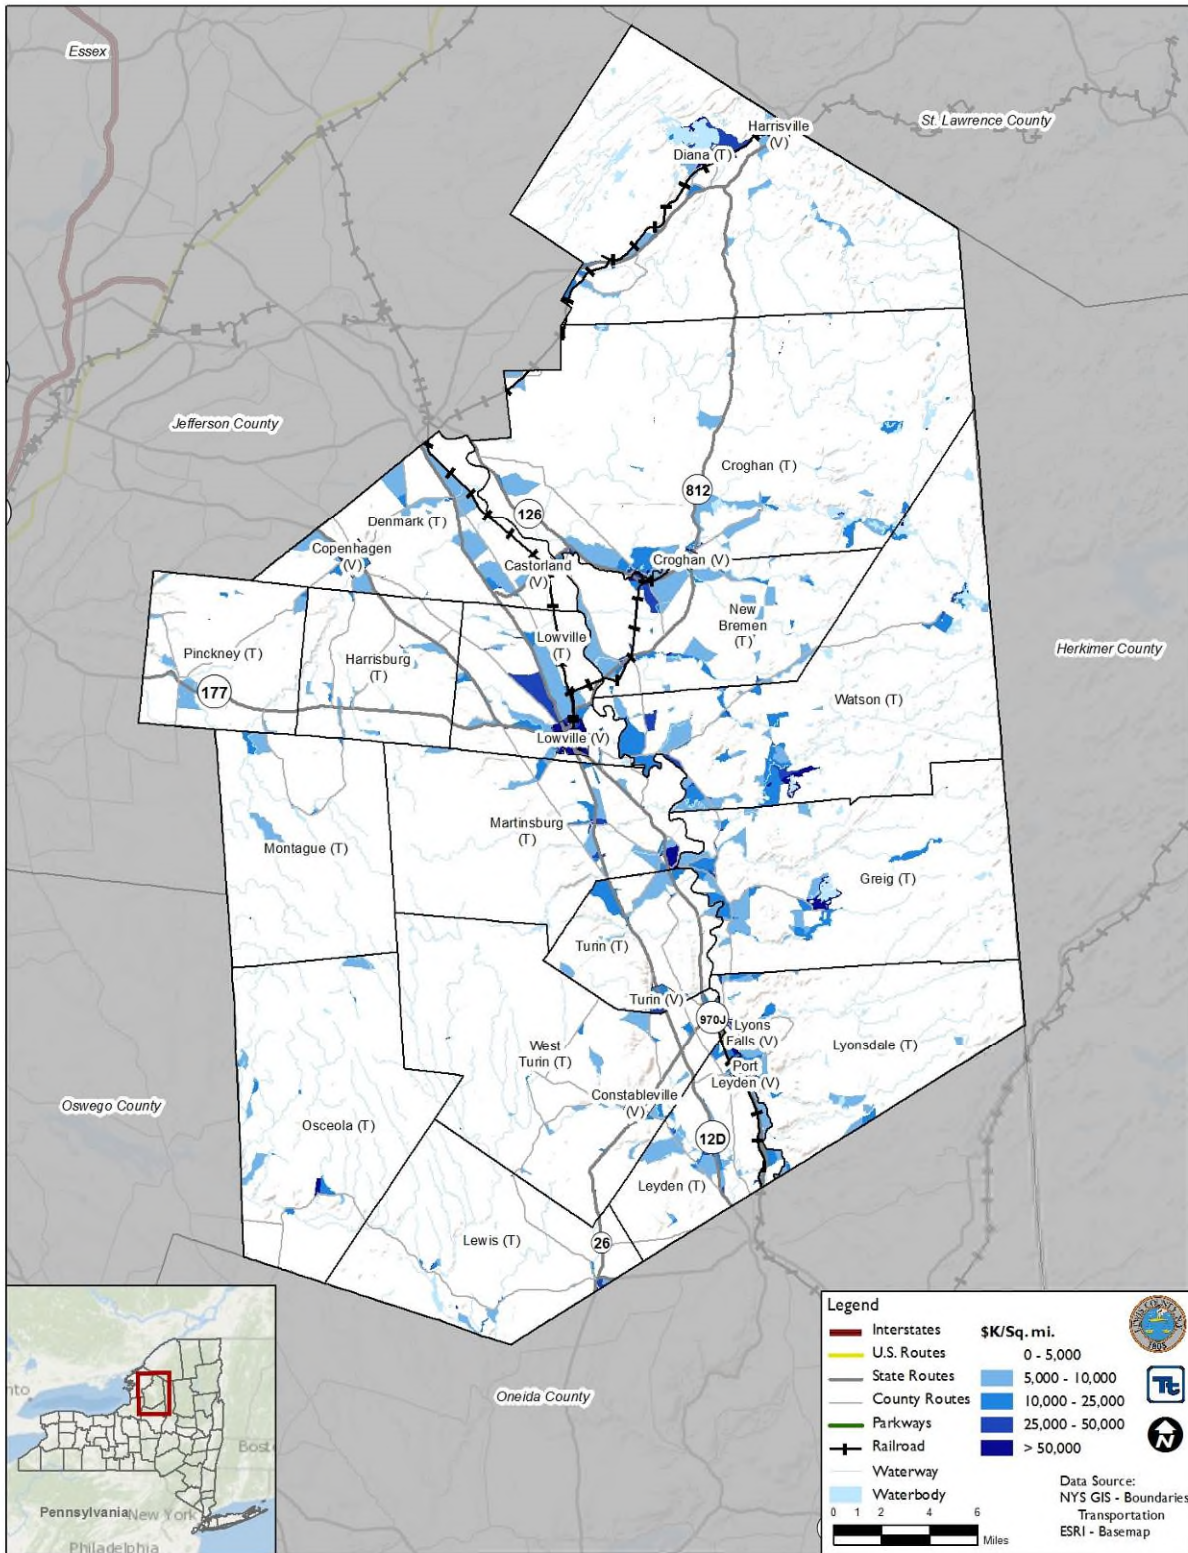 Essex
St. Lawrence County
Harrisville
(V)
Diana (T)
Jefferson County
Croghan (T)
812
126
Denmark (T)
Copenhagen
(V)
Castorland
(V)
Croghan (V)
New
Bremen
(T)
Lowville
(T)
Pinckney (T)
Harrisburg
(T)
Herkimer County
177
Watson (T)
Lowville (V)
Martinsburg
(T)
Montague (T)
Greig (T)
Turin (T)
Turin (V)
970J
Lyons
Falls (V)
West
Turin (T)
Lyonsdale (T)
Port
Leyden (V)
Constableville
(V)
Oswego County
Osceola (T)
12D
Leyden (T)
Lewis (T)
26
Oneida County
nto
Bost
Pennsylvania
New York
Philadelphia
Legend
Interstates
U.S. Routes
State Routes
County Routes
Parkways
Railroad
Waterway
Waterbody
$K/Sq. mi.
0 - 5,000
5,000 - 10,000
10,000 - 25,000
25,000 - 50,000
> 50,000
1805
Tt
N
0 1 2 4 6
Miles
Data Source:
NYS GIS - Boundaries
Transportation
ESRI - Basemap